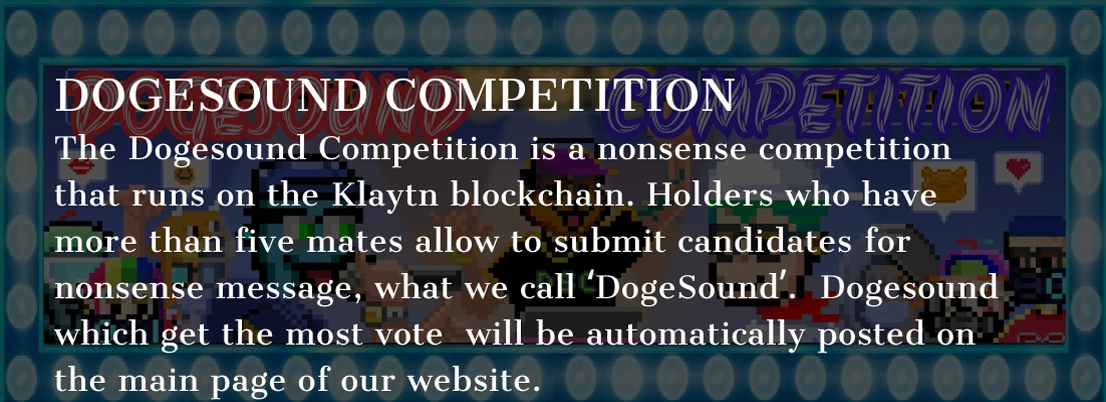 DOGESOUND COMPETITION
DOGESOUND COMPETITION
The Dogesound Competition is a nonsense competition
that runs on the Klaytn blockchain. Holders who have
more than five mates allow to submit candidates for
nonsense message, what we call ‘DogeSound’.  Dogesound
which get the most vote  will be automatically posted on
the main page of our website.